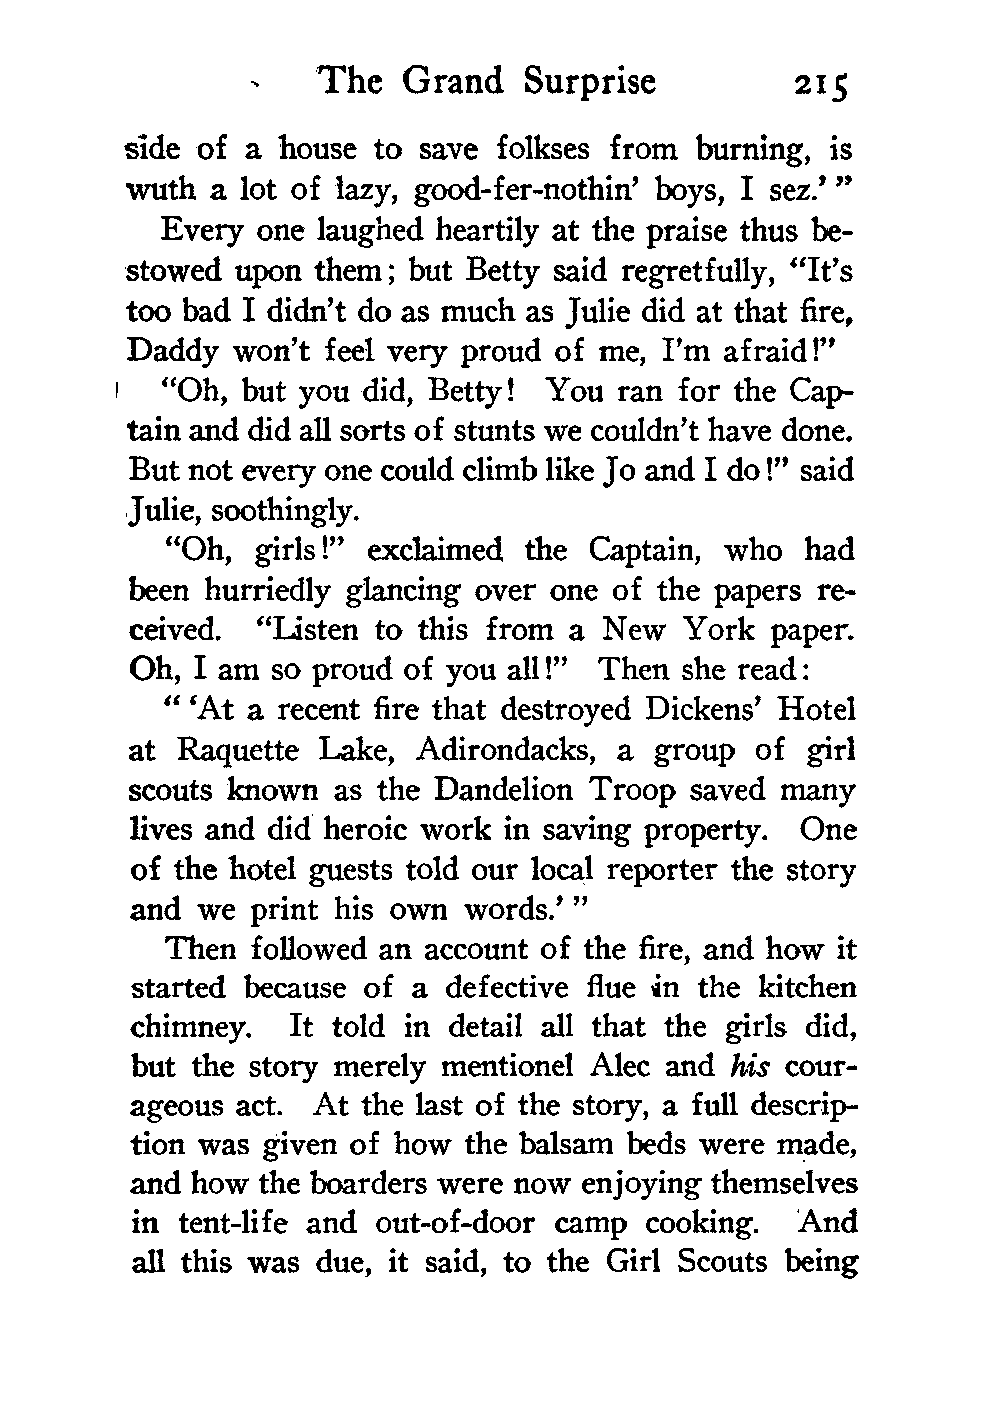 The Grand Surprise 215
side of a house to save folkses from burning, is
wuth a lot of lazy, good-fer-nothin' boys, I sez.' ”
Every one laughed heartily at the praise thus be-
stowed upon them; but Betty said regretfully, “It's
too bad I didn't do as much as Julie did at that fire,
Daddy won't feel very proud of me, I'm afraid!”
“Oh, but you did, Betty! You ran for the Cap-
tain and did all sorts of stunts we couldn't have done.
But not every one could climb like Jo and I do!” said
Julie, soothingly.
“Oh, girls!” exclaimed the Captain, who had
been hurriedly glancing over one of the papers re-
ceived. “Listen to this from a New York paper.
Oh, I am so proud of you all!” Then she read:
“ ‘At a recent fire that destroyed Dickens' Hotel
at Raquette Lake, Adirondacks, a group of girl
scouts known as the Dandelion Troop saved many
lives and did heroic work in saving property. One
of the hotel guests told our local reporter the story
and we print his own words.' ”
Then followed an account of the fire, and how it
started because of a defective flue in the kitchen
chimney. It told in detail all that the girls did,
but the story merely mentionel Alec and his cour-
ageous act. At the last of the story, a full descrip-
tion was given of how the balsam beds were made,
and how the boarders were now enjoying themselves
in tent-life and out-of-door camp cooking. And
all this was due, it said, to the Girl Scouts being